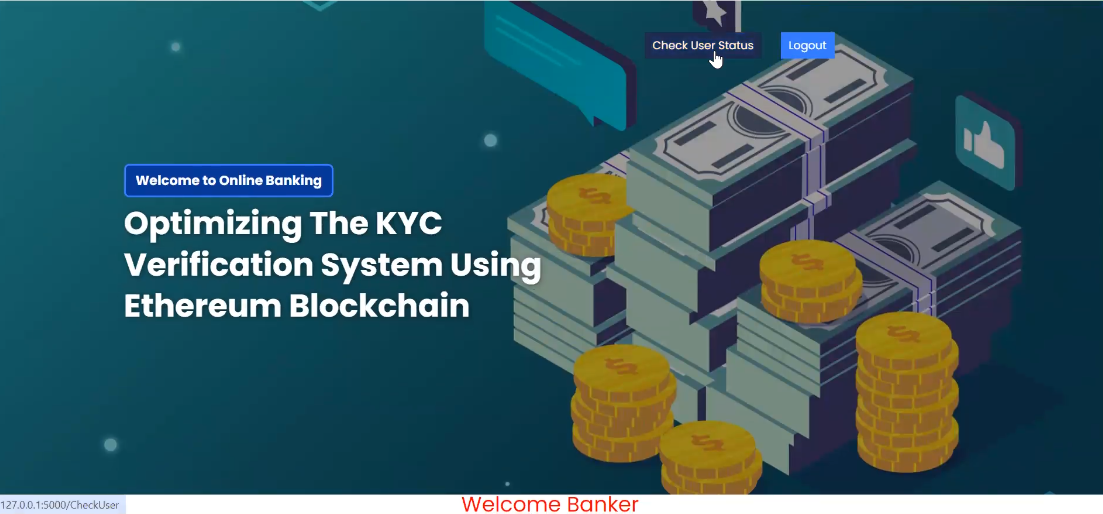 Check User Status
Logout
Welcome to Online Banking
Optimizing The KYC
Verification System Using
Ethereum Blockchain
127.0.0.1:5000/CheckUser
Welcome Banker